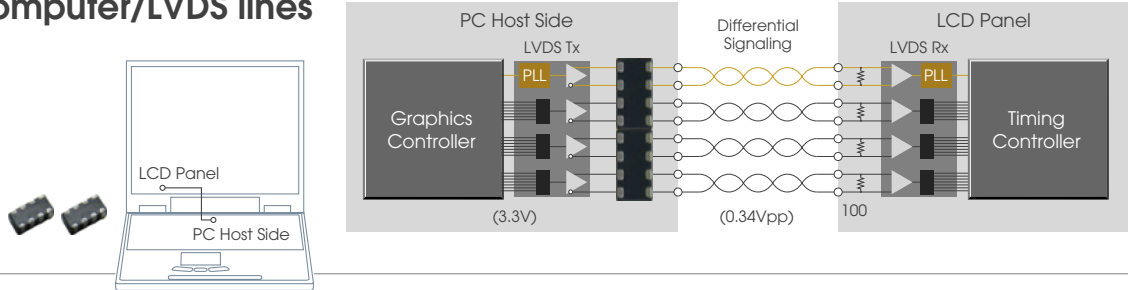 omputer/LVDS lines
PC Host Side
Differential
Signaling
LCD Panel
LVDS Tx
LVDS Rx
PLL
PLL
Graphics
Controller
Timing
Controller
LCD Panel
PC Host Side
(3.3V)
(0.34Vpp)
100